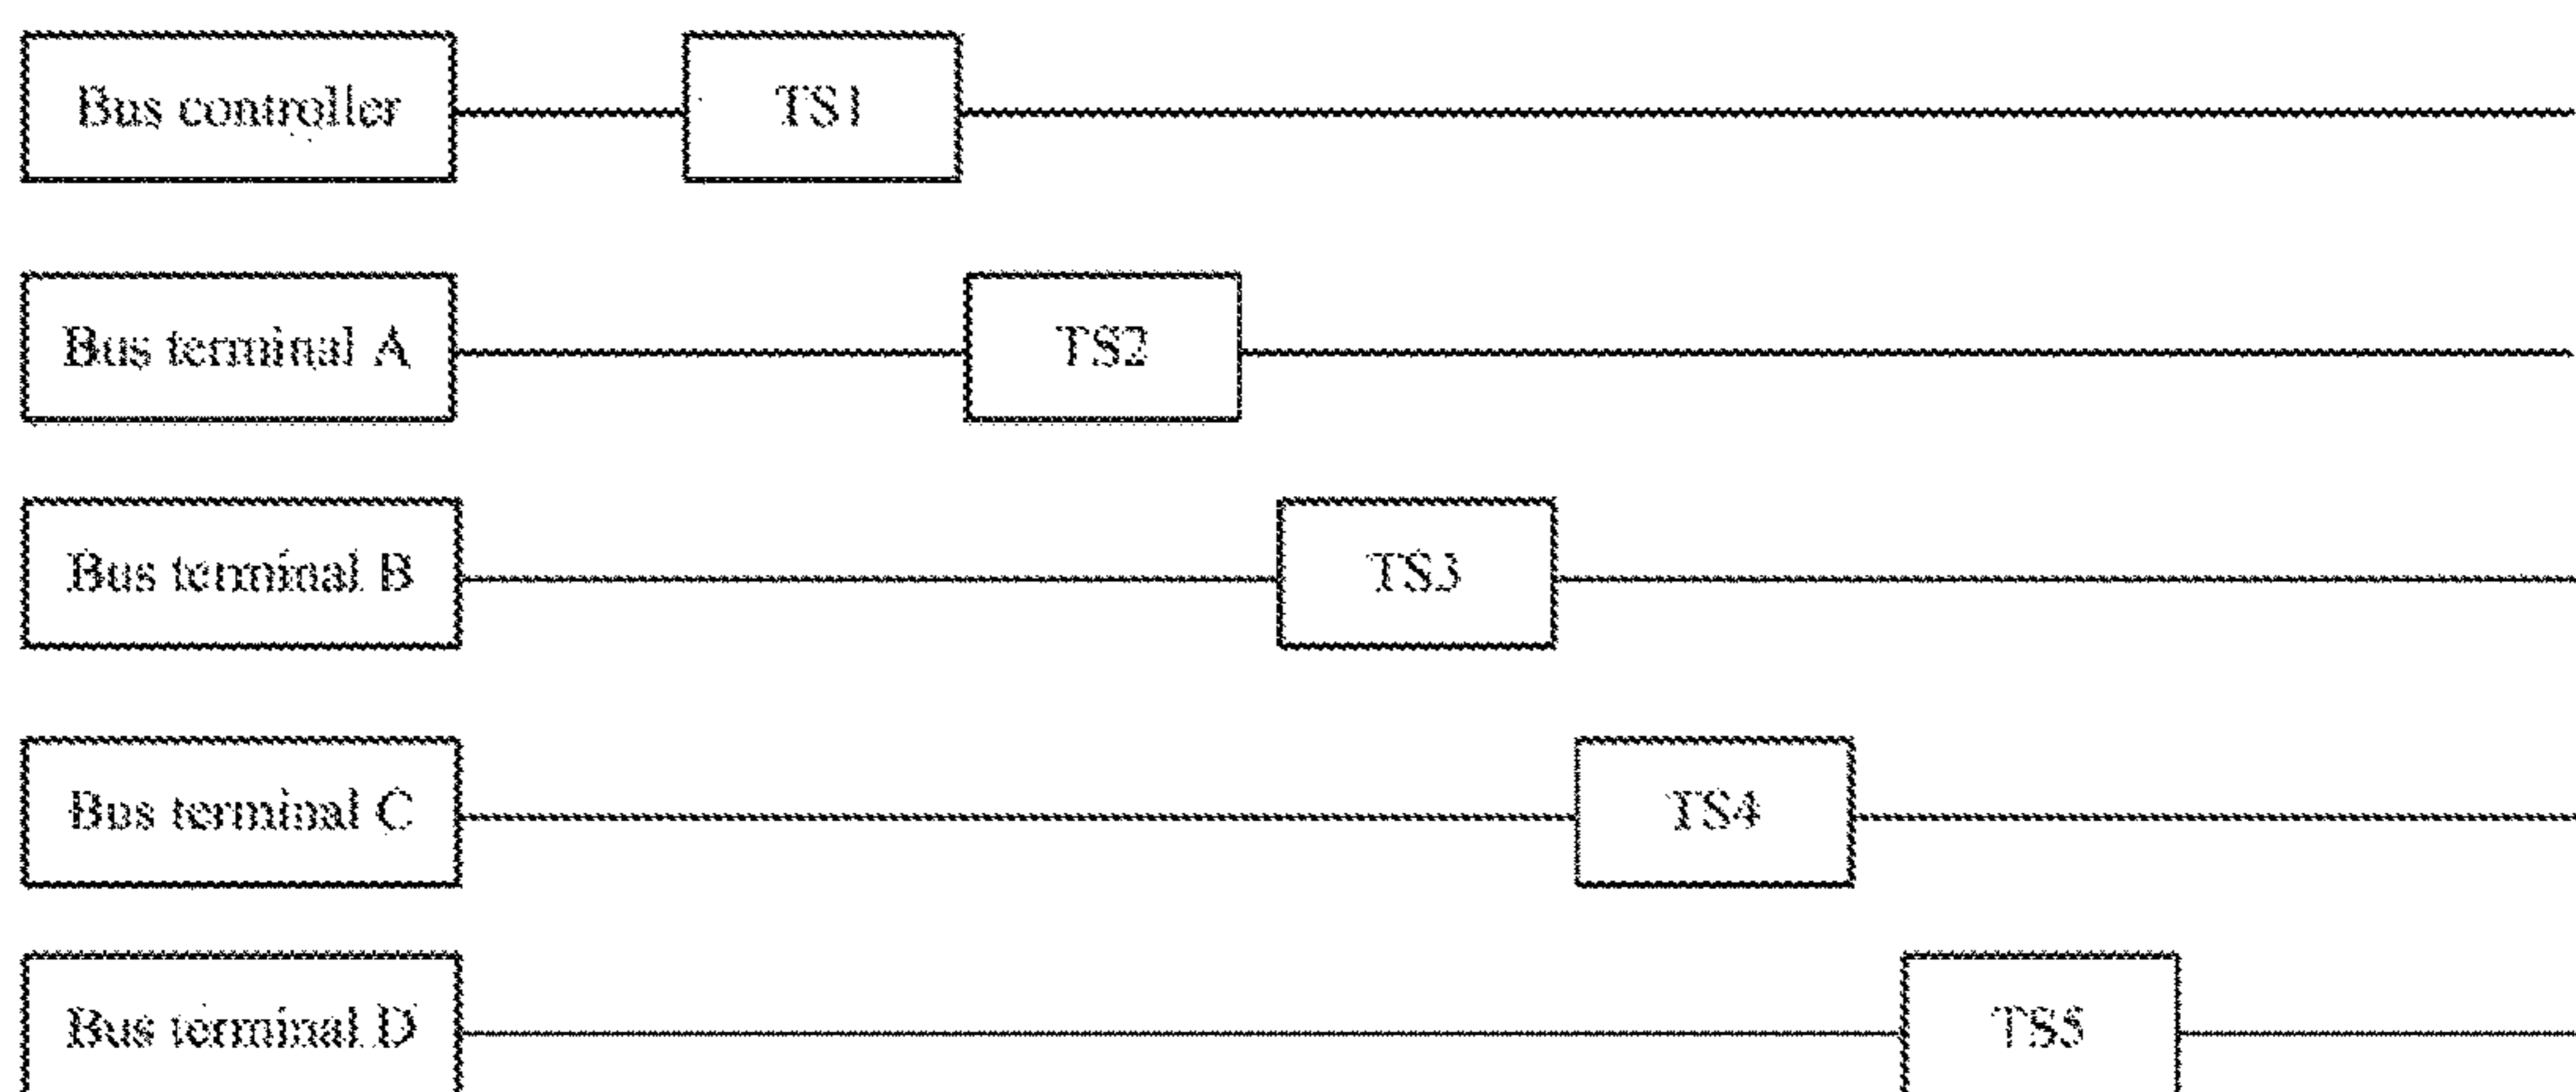 Bus controller TS1
Bus terminal A TS2
Bus terminal B TS3
Bus terminal C TS4
Bus terminal D TS5